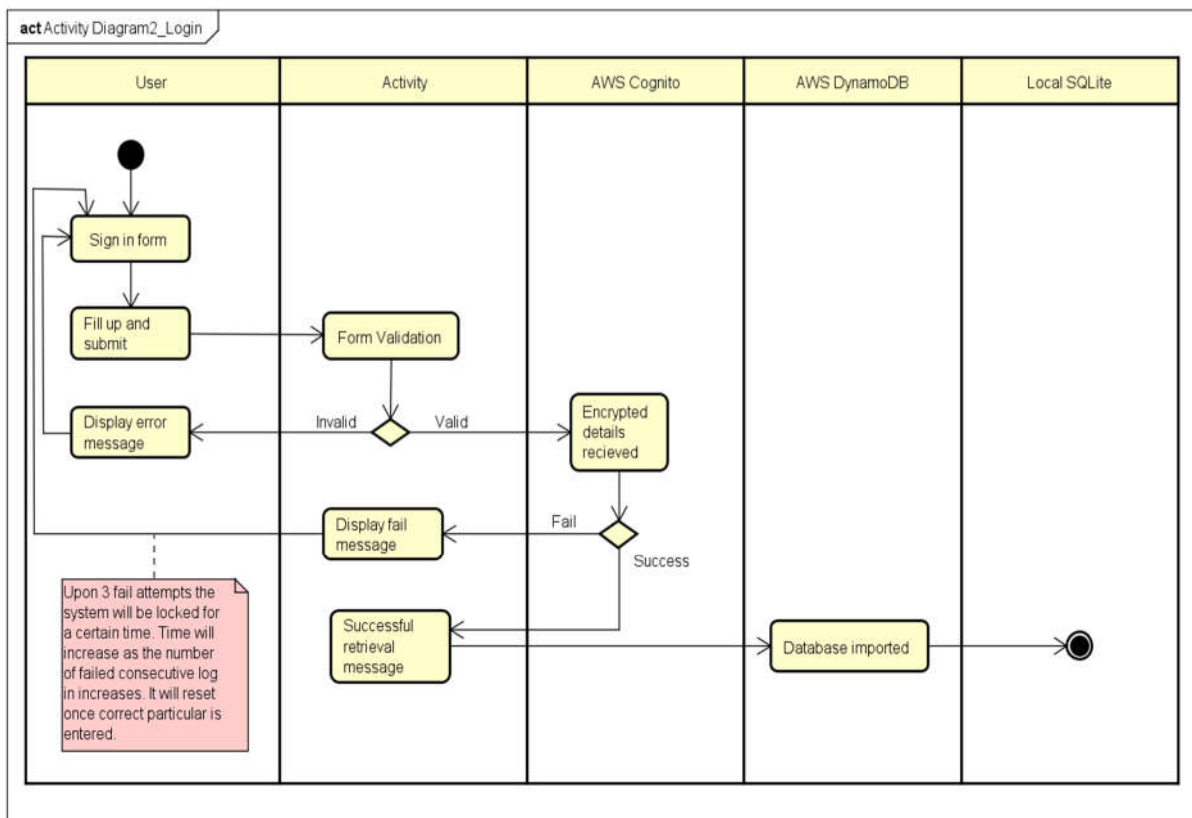 act Activity Diagram2_Login
User
Activity
AWS Cognito
AWS DynamoDB
Local SQLite
Sign in form
Fill up and
submit
Form Validation
Invalid
Valid
Display error
message
Encrypted
details
recieved
Display fail
message
Fail
Success
Upon 3 fail attempts the
system will be locked for
a certain time. Time will
increase as the number
of failed consecutive log
in increases. It will reset
once correct particular is
entered.
Successful
retrieval
message
Database imported